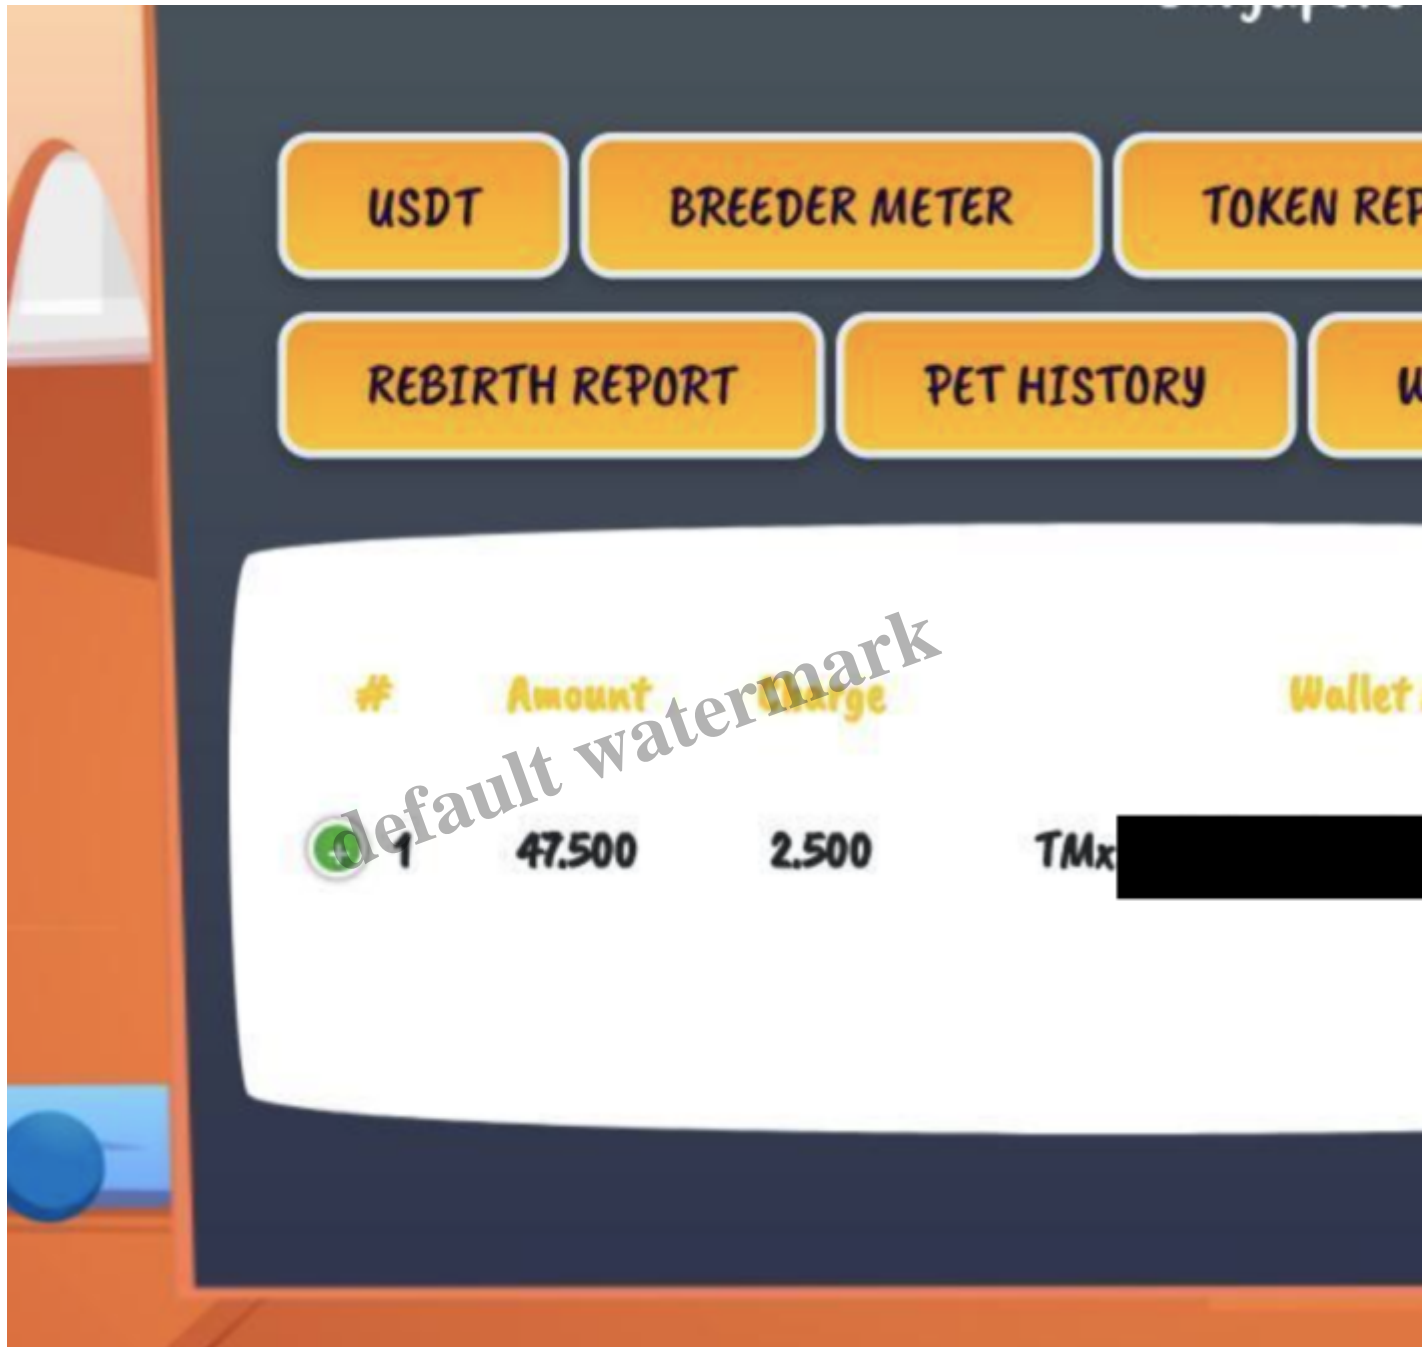 USDT
BREEDER METER
TOKEN REP
REBIRTH REPORT
PET HISTORY
# Amount Charge Wallet
default watermark
1 47.500 2.500 TMx